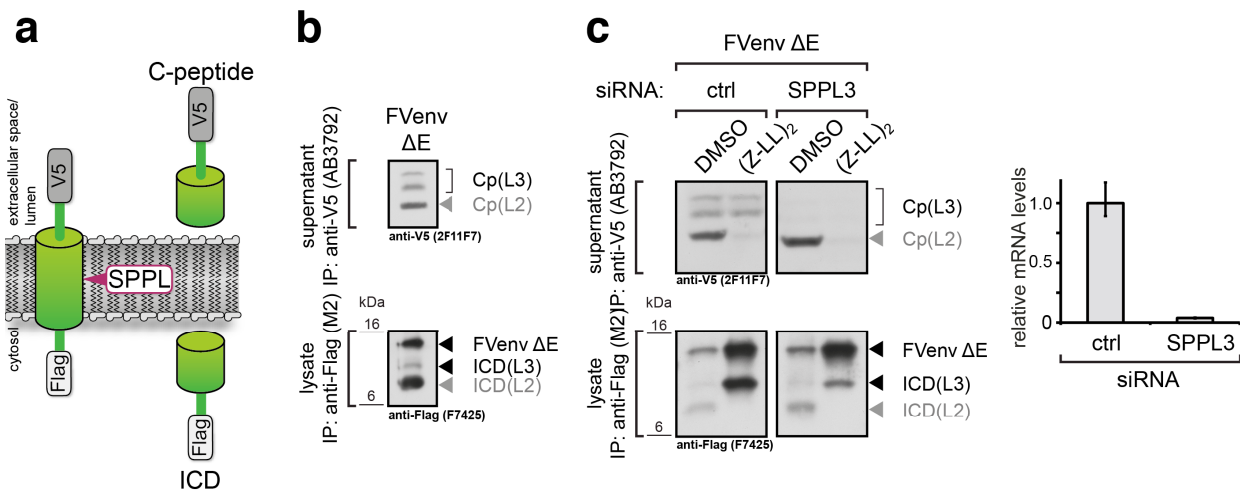 a
C-peptide
V5
extracellular space/
lumen
V5
SPPL
cytosol
Flag
Flag
ICD
b
FVenv
ΔE
supernatant
IP: anti-V5 (AB3792)
Cp(L3)
Cp(L2)
anti-V5 (2F11F7)
kDa
16
6
lysate
IP: anti-Flag (M2)
FVenv ΔE
ICD(L3)
ICD(L2)
anti-Flag (F7425)
c
FVenv ΔE
siRNA:
ctrl
SPPL3
DMSO
(Z-LL)₂
DMSO
(Z-LL)₂
supernatant
IP: anti-V5 (AB3792)
Cp(L3)
Cp(L2)
anti-V5 (2F11F7)
kDa
16
6
lysate
IP: anti-Flag (M2)
FVenv ΔE
ICD(L3)
ICD(L2)
anti-Flag (F7425)
relative mRNA levels
1.0
0.5
0
ctrl
SPPL3
siRNA